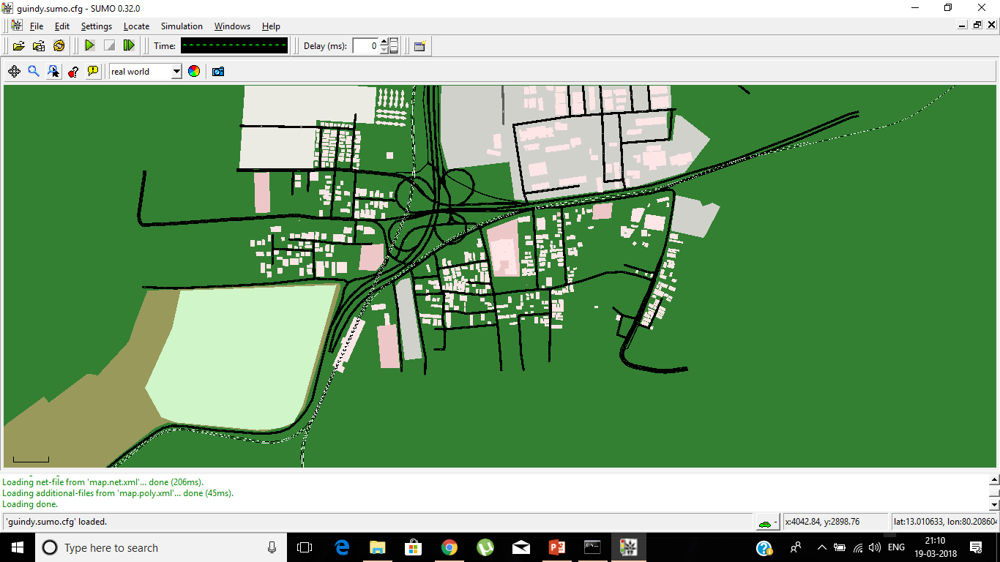 guindy.sumo.cfg - SUMO 0.32.0
File Edit Settings Locate Simulation Windows Help
Time: Delay (ms): 0
real world
Loading net-file from 'map.net.xml'... done (206ms).
Loading additional-files from 'map.poly.xml'... done (45ms).
Loading done.
'guindy.sumo.cfg' loaded. - x:4042.84, y:2898.76 lat:13.010633, lon:80.208604
Type here to search ENG 21:10
19-03-2018